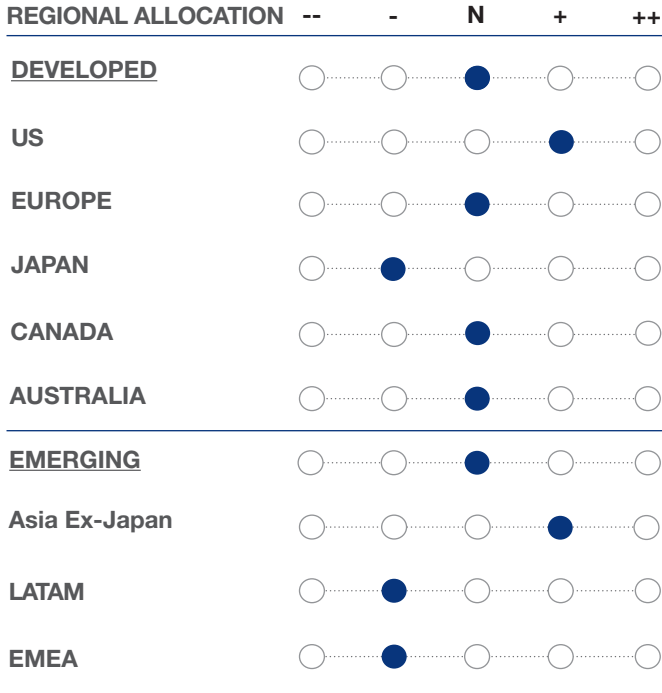 REGIONAL ALLOCATION -- - N + ++
DEVELOPED
US
EUROPE
JAPAN
CANADA
AUSTRALIA
EMERGING
Asia Ex-Japan
LATAM
EMEA